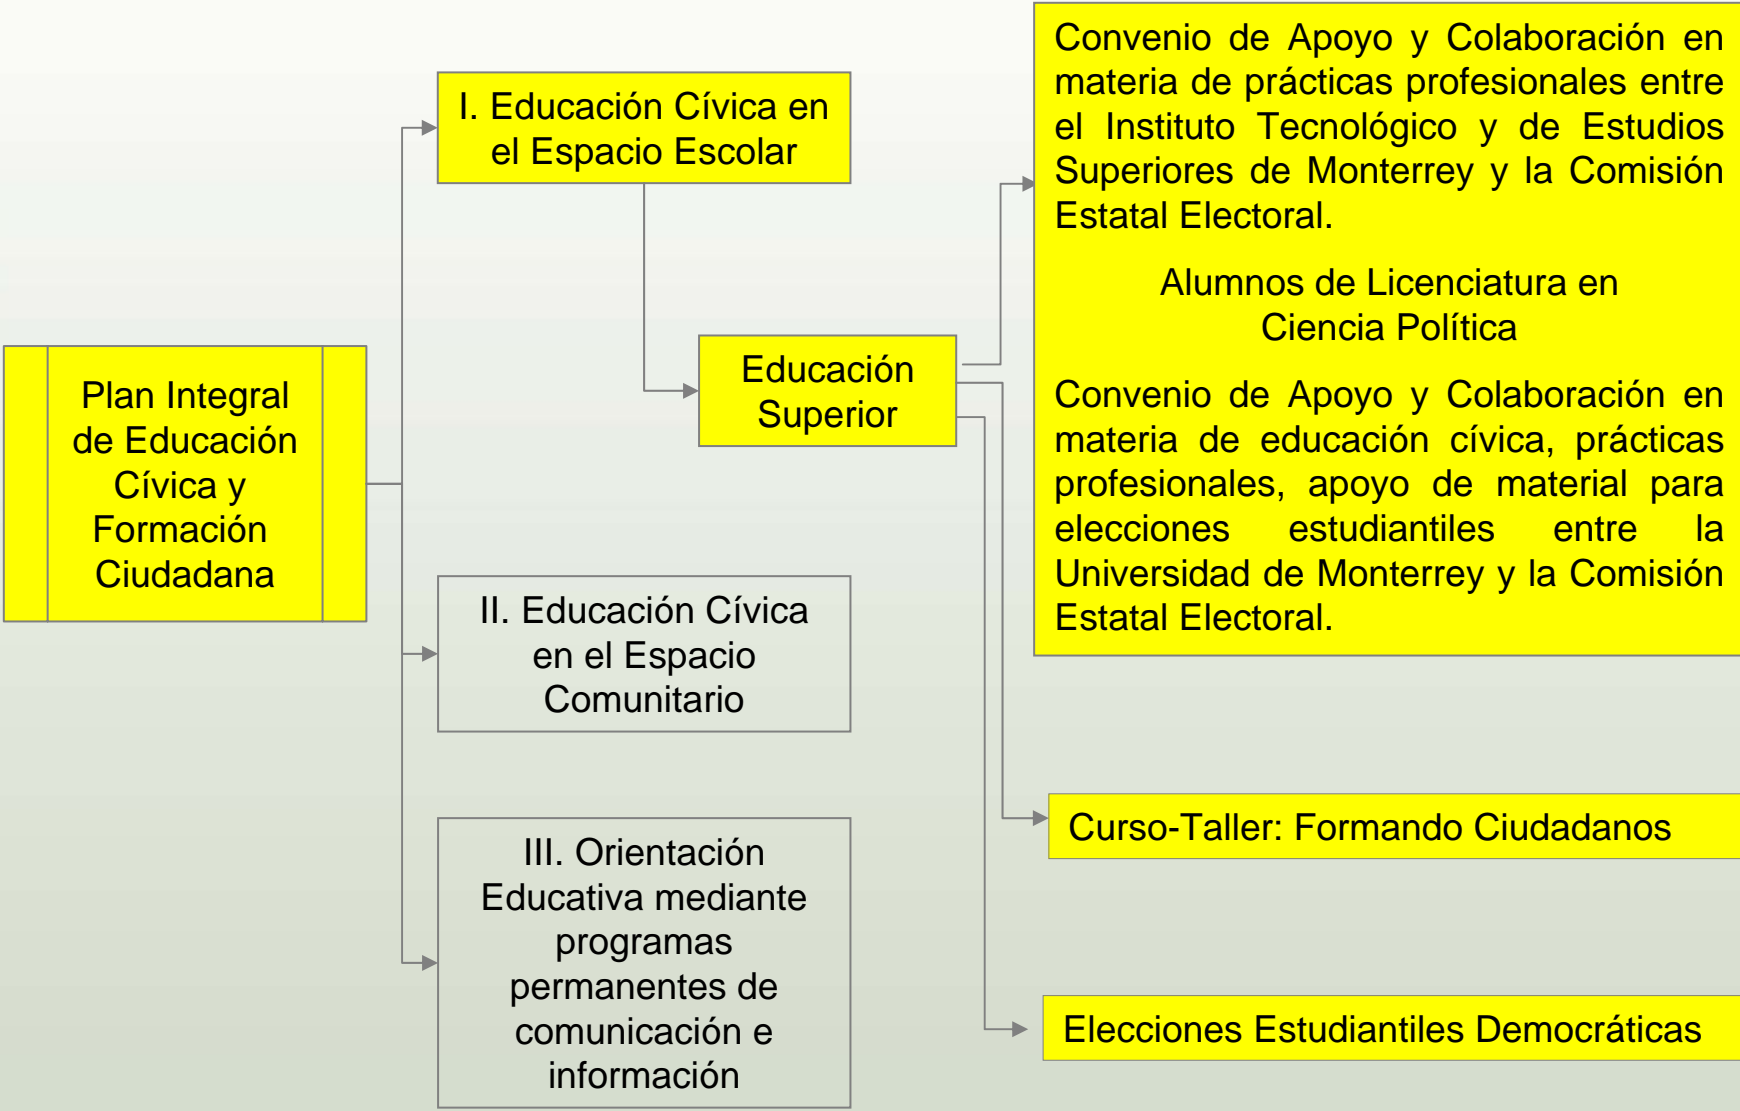 Plan Integral
de Educación
Cívica y
Formación
Ciudadana
I. Educación Cívica en
el Espacio Escolar
II. Educación Cívica
en el Espacio
Comunitario
III. Orientación
Educativa mediante
programas
permanentes de
comunicación e
información
Educación
Superior
Convenio de Apoyo y Colaboración en
materia de prácticas profesionales entre
el Instituto Tecnológico y de Estudios
Superiores de Monterrey y la Comisión
Estatal Electoral.
Alumnos de Licenciatura en
Ciencia Política
Convenio de Apoyo y Colaboración en
materia de educación cívica, prácticas
profesionales, apoyo de material para
elecciones estudiantiles entre la
Universidad de Monterrey y la Comisión
Estatal Electoral.
Curso-Taller: Formando Ciudadanos
Elecciones Estudiantiles Democráticas